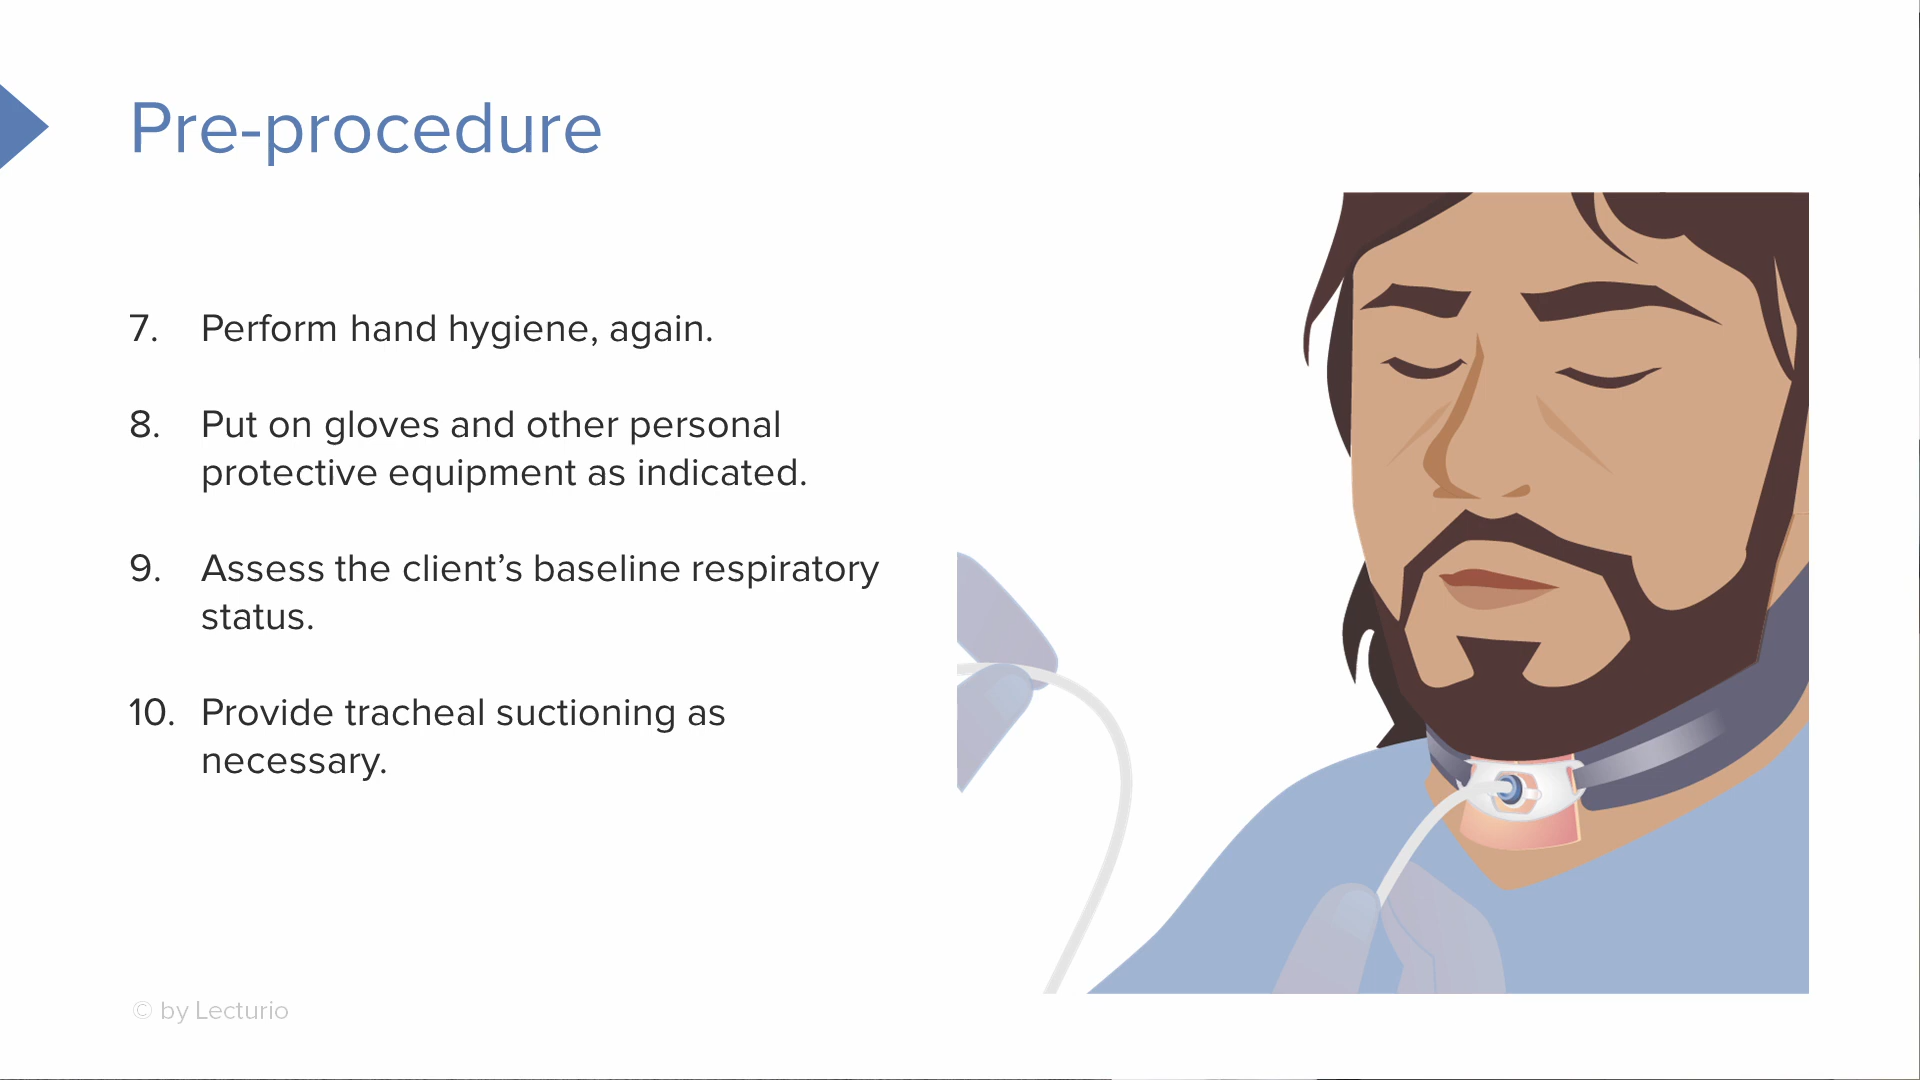 Pre-procedure
7. Perform hand hygiene, again.
8. Put on gloves and other personal
protective equipment as indicated.
9. Assess the client’s baseline respiratory
status.
10. Provide tracheal suctioning as
necessary.
© by Lecturio